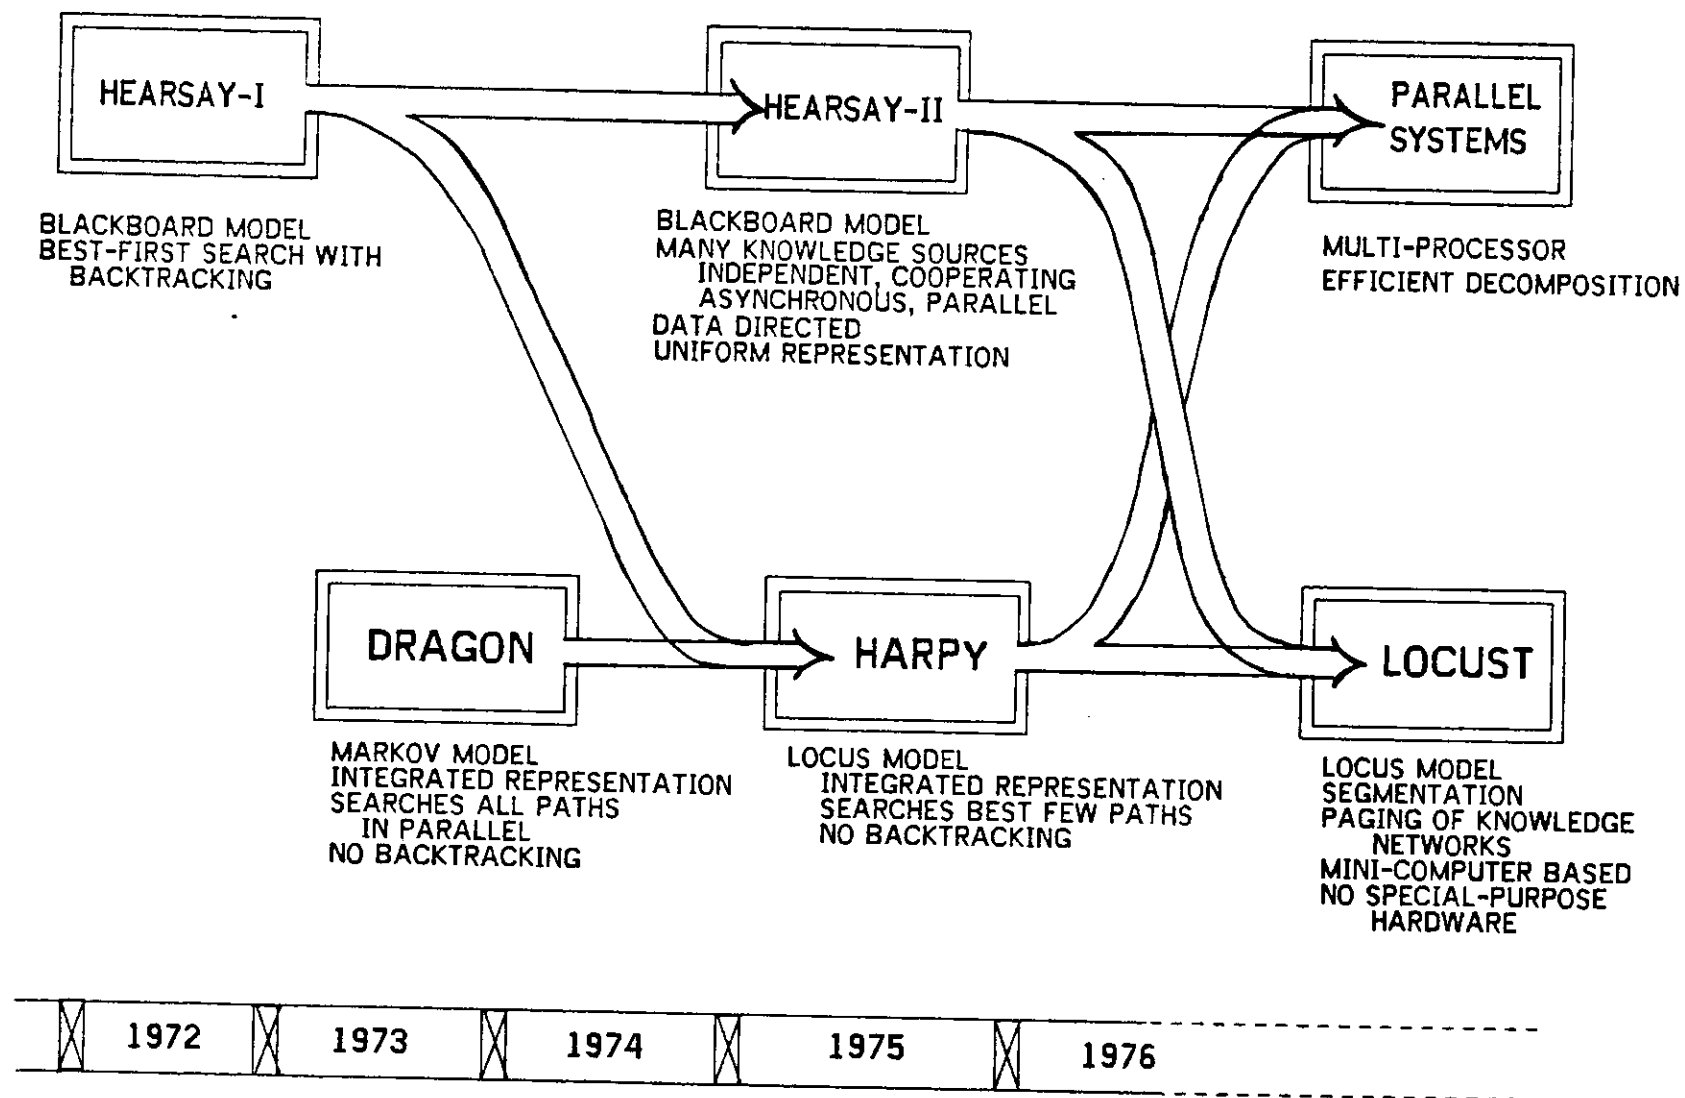 HEARSAY-I
BLACKBOARD MODEL
BEST-FIRST SEARCH WITH
BACKTRACKING
HEARSAY-II
BLACKBOARD MODEL
MANY KNOWLEDGE SOURCES
INDEPENDENT, COOPERATING
ASYNCHRONOUS, PARALLEL
DATA DIRECTED
UNIFORM REPRESENTATION
PARALLEL
SYSTEMS
MULTI-PROCESSOR
EFFICIENT DECOMPOSITION
DRAGON
MARKOV MODEL
INTEGRATED REPRESENTATION
SEARCHES ALL PATHS
IN PARALLEL
NO BACKTRACKING
HARPY
LOCUS MODEL
INTEGRATED REPRESENTATION
SEARCHES BEST FEW PATHS
NO BACKTRACKING
LOCUST
LOCUS MODEL
SEGMENTATION
PAGING OF KNOWLEDGE
NETWORKS
MINI-COMPUTER BASED
NO SPECIAL-PURPOSE
HARDWARE
1972 1973 1974 1975 1976